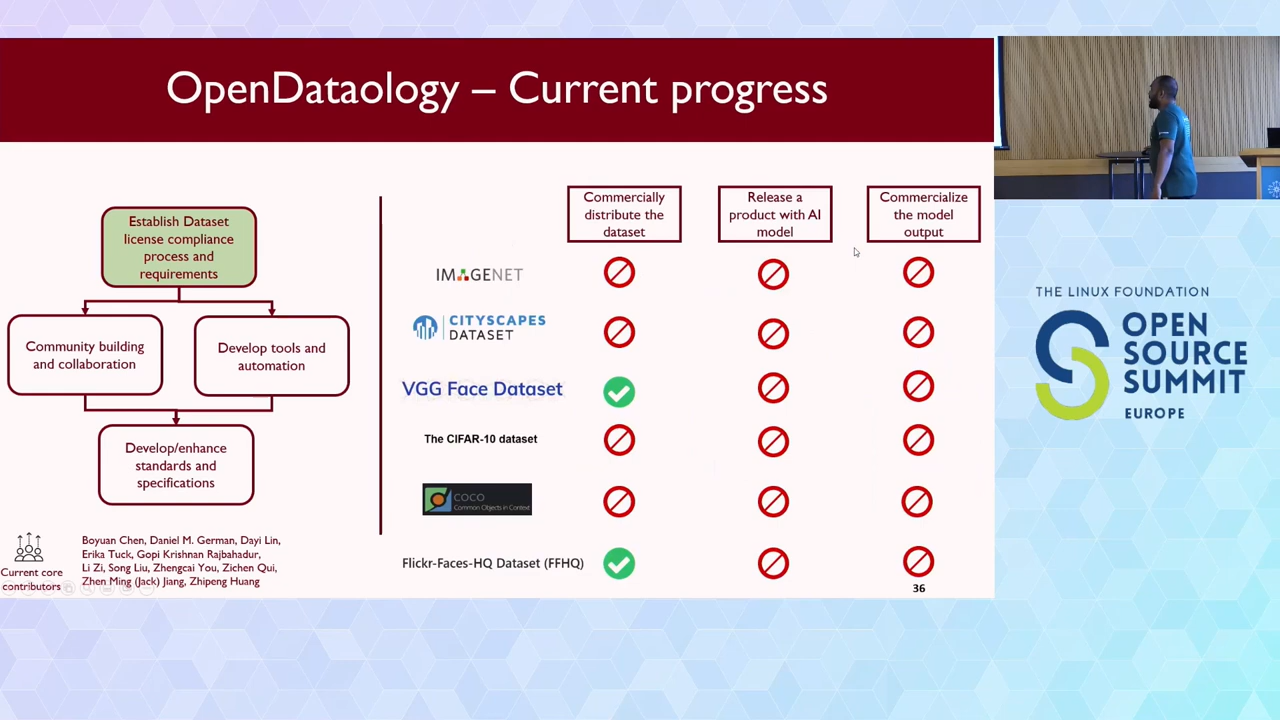 OpenDataology – Current progress
Establish Dataset
license compliance
process and
requirements
Community building
and collaboration
Develop tools and
automation
Develop/enhance
standards and
specifications
Current core
contributors
Boyuan Chen, Daniel M. German, Dayi Lin,
Erika Tuck, Gopi Krishnan Rajbahadur,
Li Zi, Song Liu, Zhengcai You, Zichen Qui,
Zhen Ming (Jack) Jiang, Zhipeng Huang
Commercially
distribute the
dataset
Release a
product with AI
model
Commercialize
the model
output
IMAGENET
CITYSCAPES
DATASET
VGG Face Dataset
The CIFAR-10 dataset
COCO
Common Objects in Context
Flickr-Faces-HQ Dataset (FFHQ)
36
THE LINUX FOUNDATION
OPEN
SOURCE
SUMMIT
EUROPE